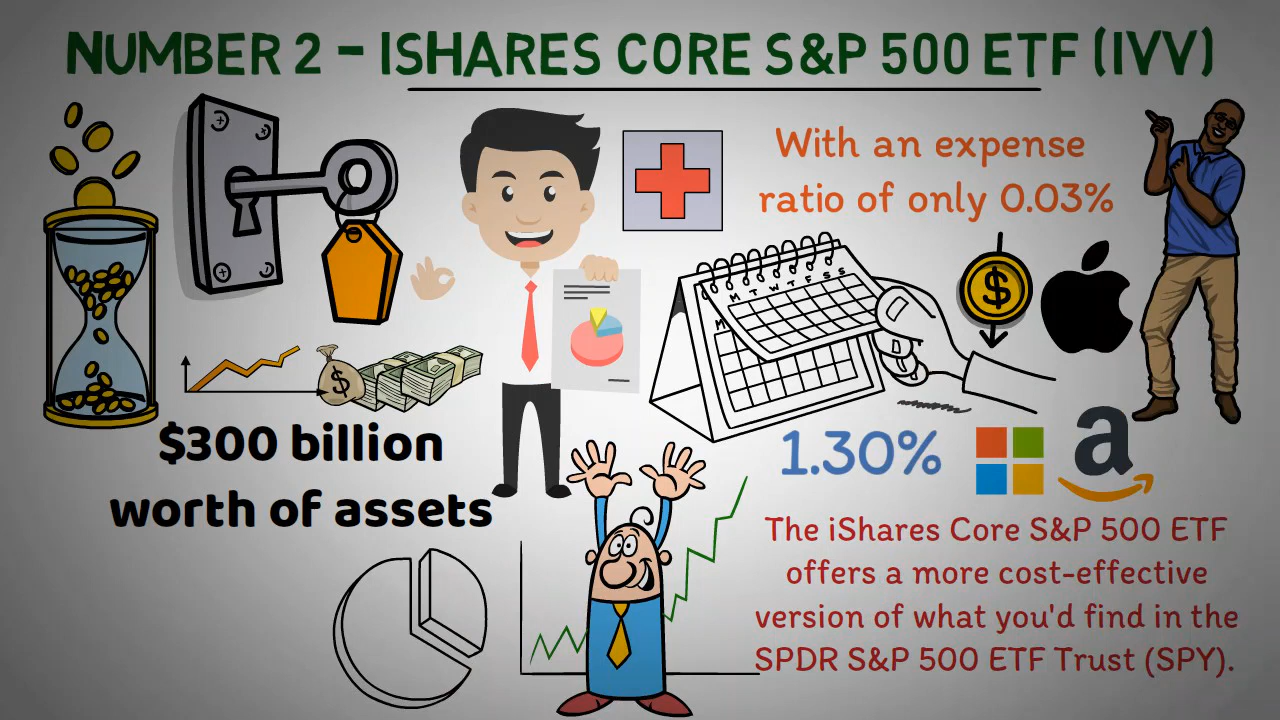 NUMBER 2 - ISHARES CORE S&P 500 ETF (IVV)
With an expense
ratio of only 0.03%
M T W T F S S
M
$
$
$300 billion
worth of assets
1.30%
a
The iShares Core S&P 500 ETF
offers a more cost-effective
version of what you'd find in the
SPDR S&P 500 ETF Trust (SPY).